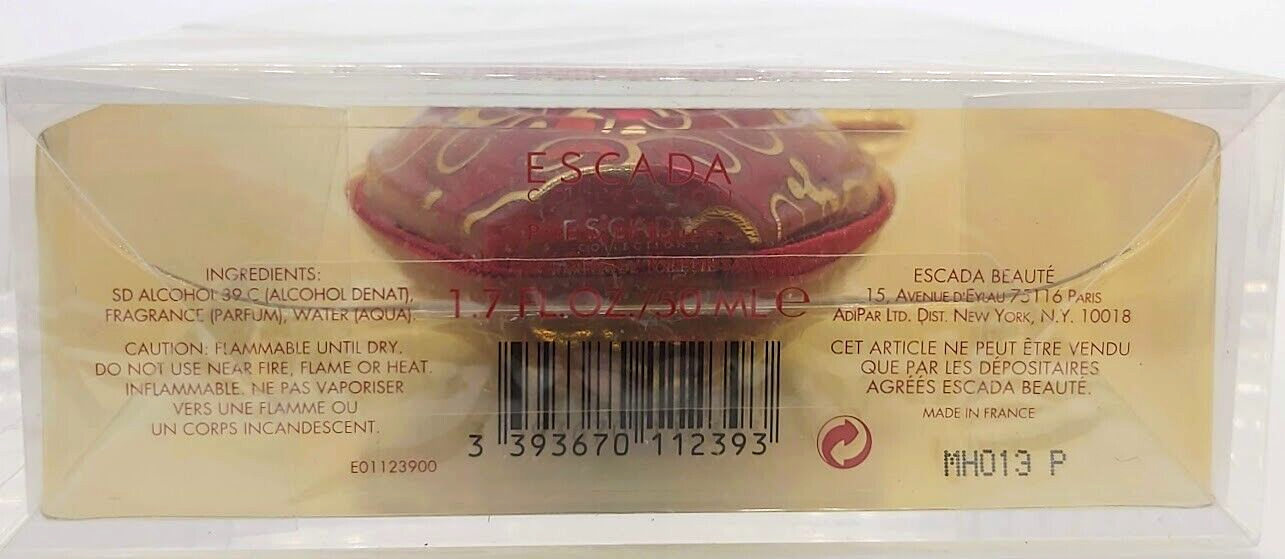 ESCADA
ESCADA
COLLECTION
1.7 FL.OZ./50 ML e
INGREDIENTS:
SD ALCOHOL 39 C (ALCOHOL DENAT),
FRAGRANCE (PARFUM), WATER (AQUA).
CAUTION: FLAMMABLE UNTIL DRY.
DO NOT USE NEAR FIRE, FLAME OR HEAT.
INFLAMMABLE. NE PAS VAPORISER
VERS UNE FLAMME OU
UN CORPS INCANDESCENT.
E01123900
3 393670 112393
ESCADA BEAUTÉ
15, AVENUE D'EYLAU 75116 PARIS
ADIPAR LTD. DIST. NEW YORK, N.Y. 10018
CET ARTICLE NE PEUT ÊTRE VENDU
QUE PAR LES DÉPOSITAIRES
AGRÉÉS ESCADA BEAUTÉ.
MADE IN FRANCE
MH013 P